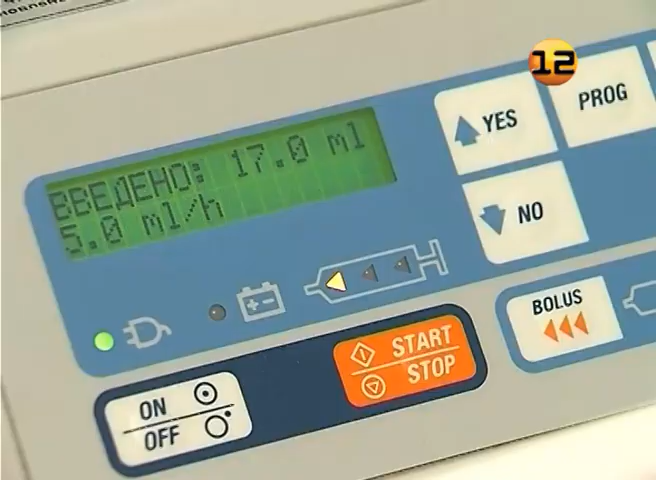 12
YES
PROG
ВВЕДЕНО: 17.0 ml
5.0 ml/h
NO
BOLUS
START
STOP
ON
OFF